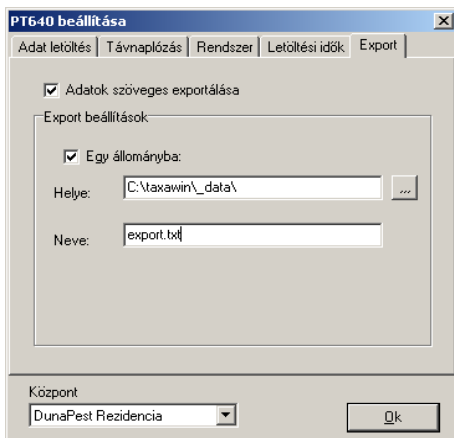 PT640 beállítása
Adat letöltés Távnaplózás Rendszer Letöltési idők Export
Adatok szöveges exportálása
Export beállítások
Egy állományba:
Helye: C:\taxawin\_data\ ...
Neve: export.txt
Központ
DunaPest Rezidencia Ok